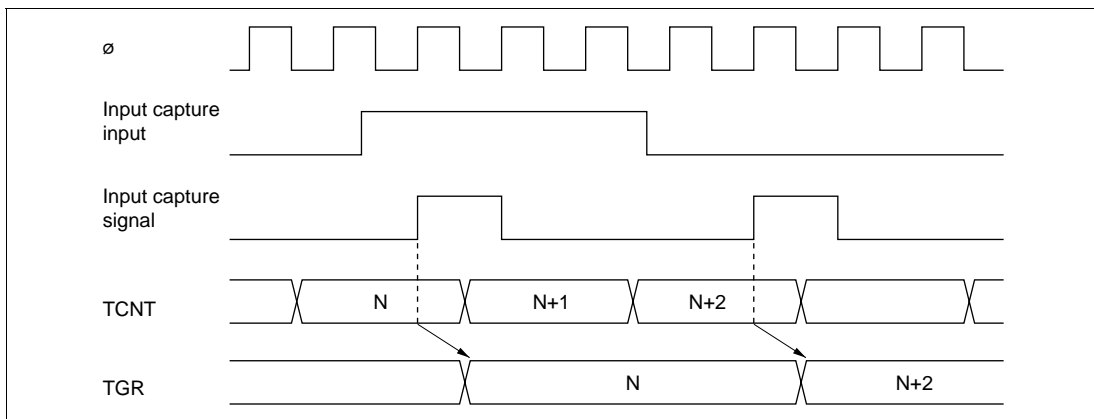 ø
Input capture
input
Input capture
signal
TCNT N N+1 N+2
TGR N N+2